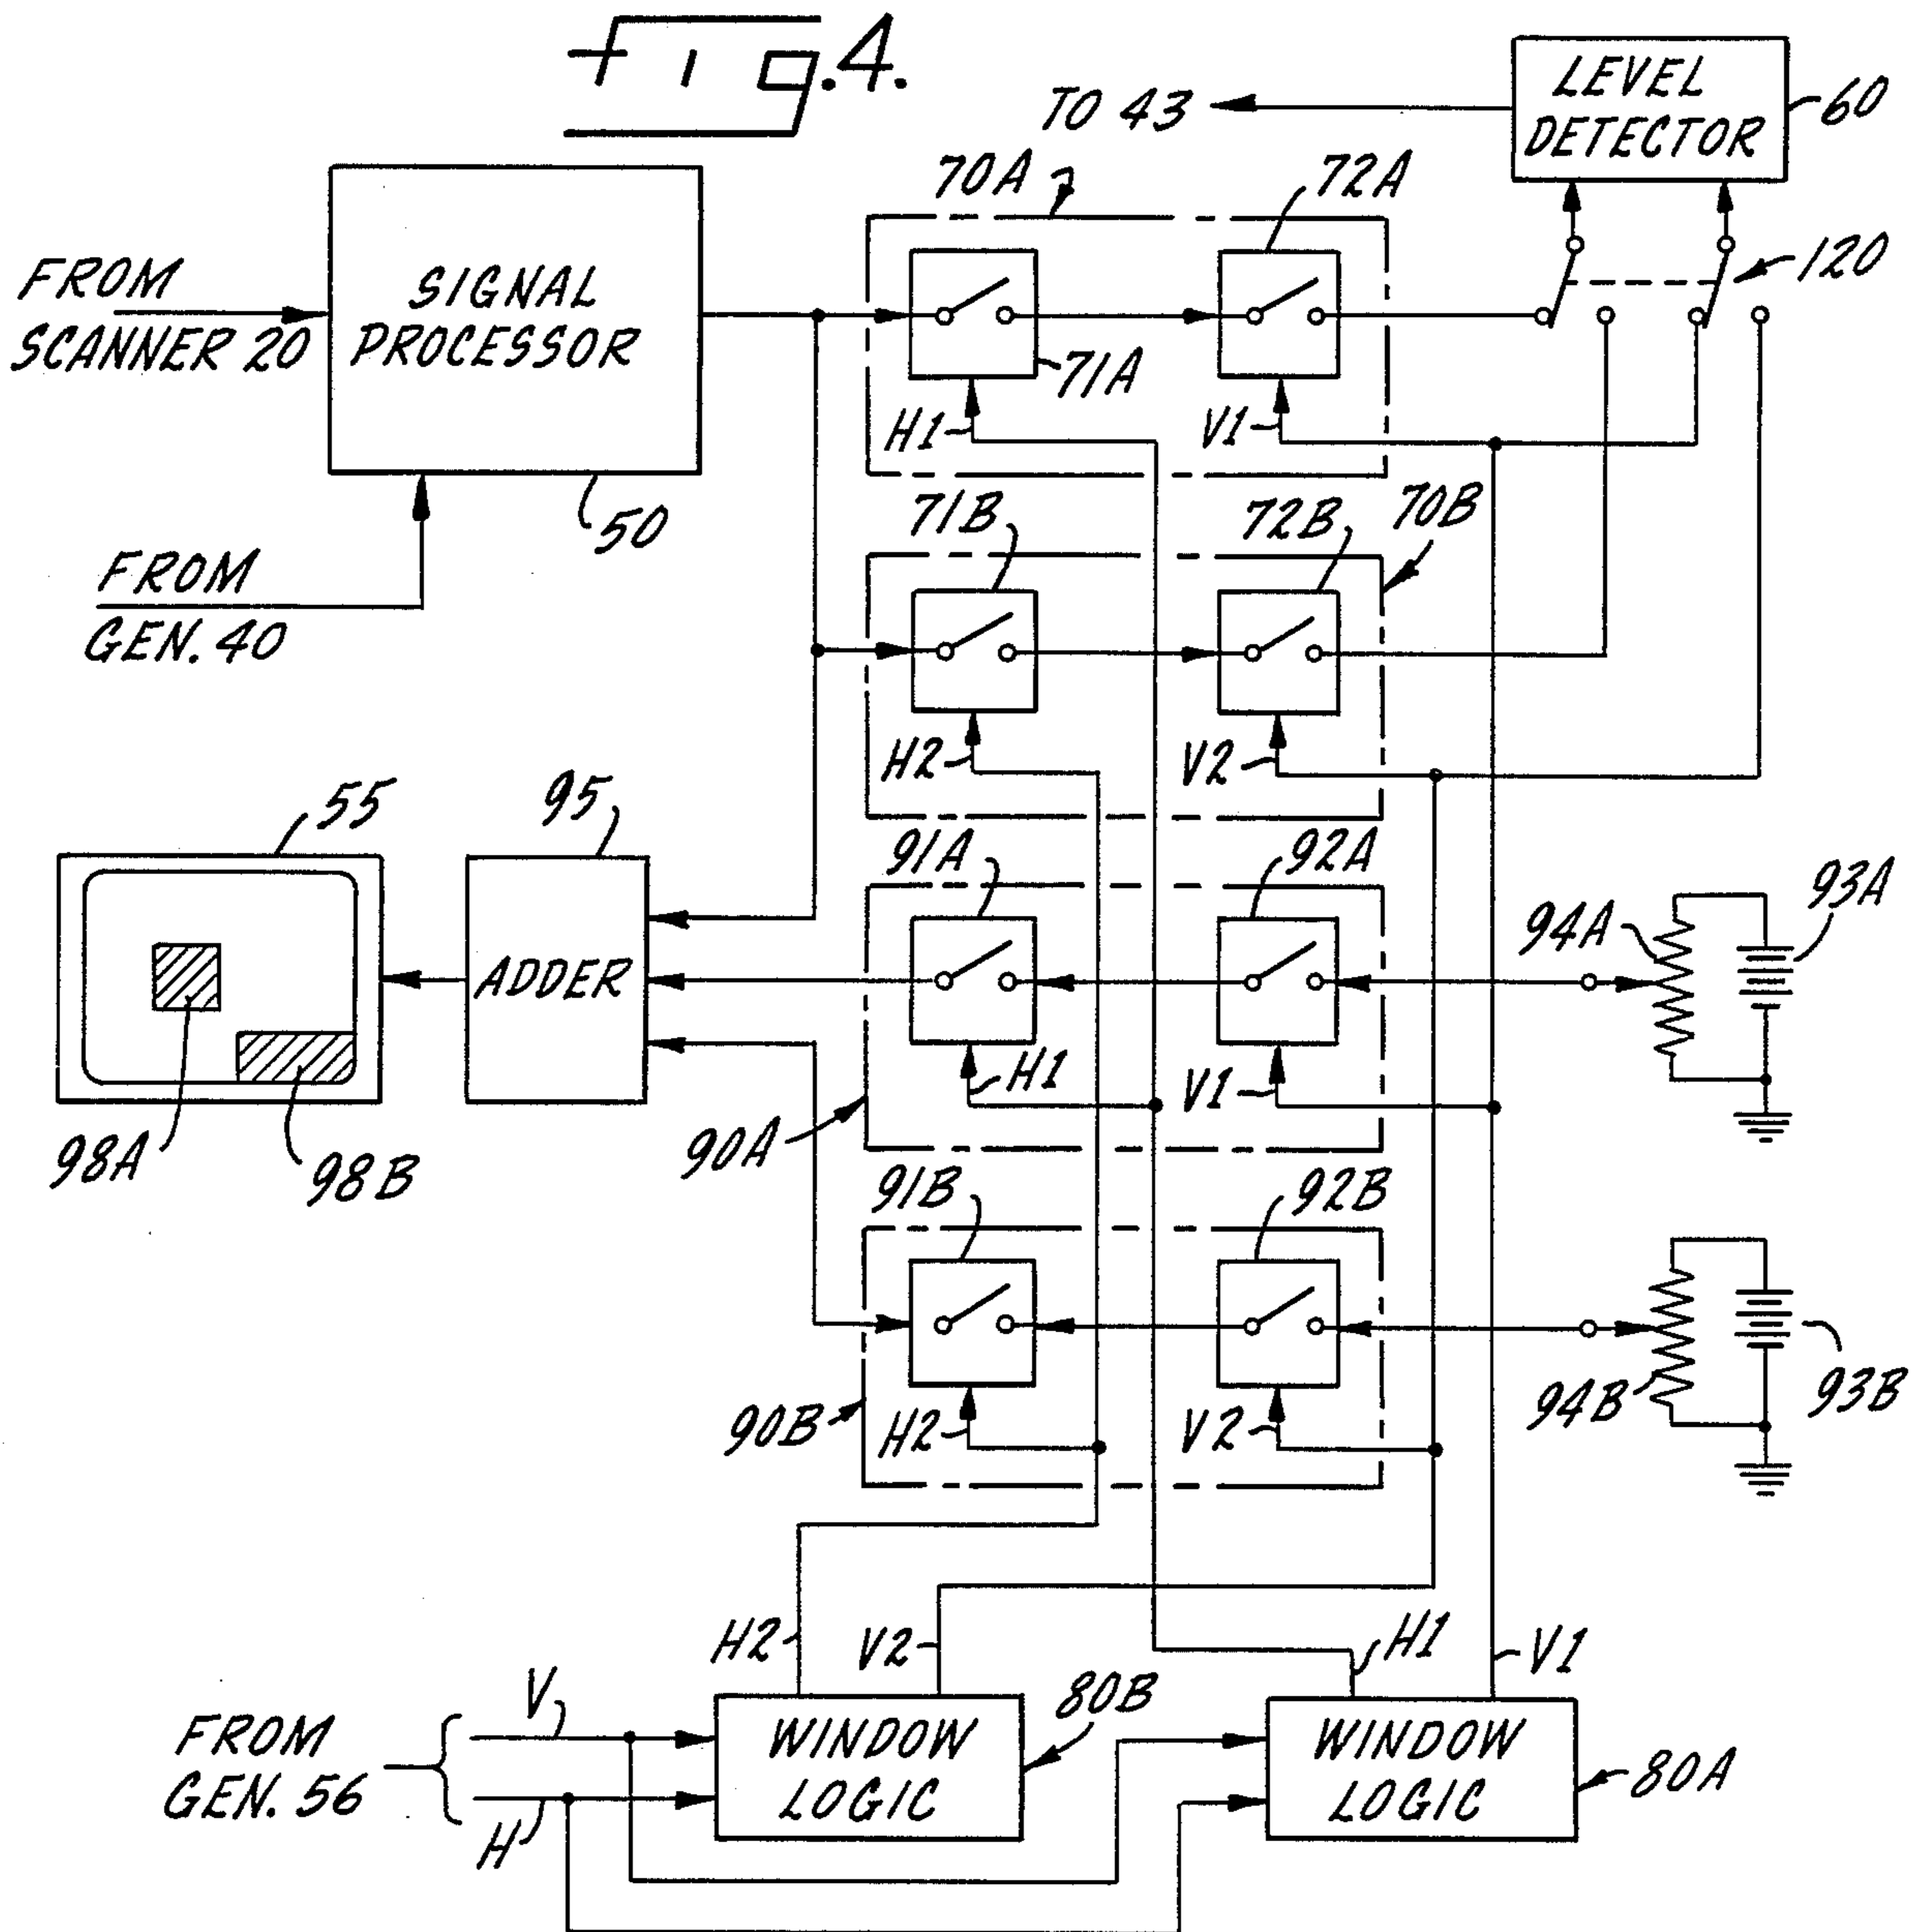 Fig. 4.
LEVEL
DETECTOR
60
TO 43
70A
72A
120
FROM
SCANNER 20
SIGNAL
PROCESSOR
71A
H1
V1
50
71B
72B
70B
FROM
GEN. 40
H2
V2
55
95
91A
92A
93A
94A
ADDER
H1
V1
98A
98B
90A
91B
92B
90B
H2
V2
94B
93B
H2
V2
H1
V1
80B
V
FROM
GEN. 56
H
WINDOW
LOGIC
WINDOW
LOGIC
80A